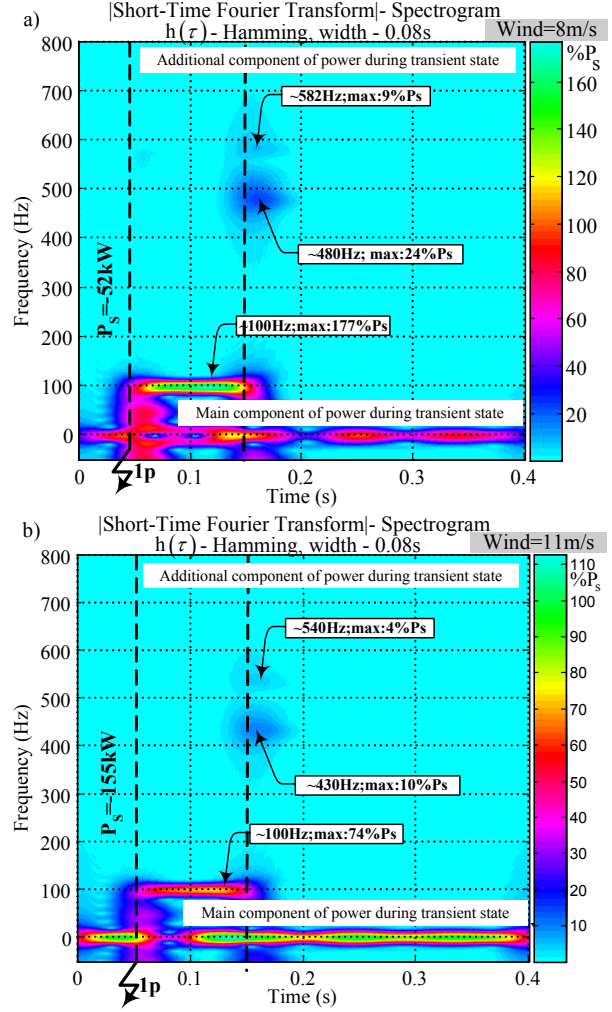 a)
|Short-Time Fourier Transform|- Spectrogram
h(τ) - Hamming, width - 0.08s
Wind=8m/s
%Ps
800
700
600
500
400
300
200
100
0
Frequency (Hz)
Additional component of power during transient state
~582Hz;max:9%Ps
~480Hz; max:24%Ps
~100Hz;max:177%Ps
Main component of power during transient state
Ps=-52kW
160
140
120
100
80
60
40
20
0
0.1
0.2
0.3
0.4
1p
Time (s)
b)
|Short-Time Fourier Transform|- Spectrogram
h(τ) - Hamming, width - 0.08s
Wind=11m/s
110
%Ps
800
700
600
500
400
300
200
100
0
Frequency (Hz)
Additional component of power during transient state
~540Hz;max:4%Ps
~430Hz;max:10%Ps
~100Hz;max:74%Ps
Main component of power during transient state
Ps=-155kW
100
90
80
70
60
50
40
30
20
10
0
0.1
0.2
0.3
0.4
1p
Time (s)